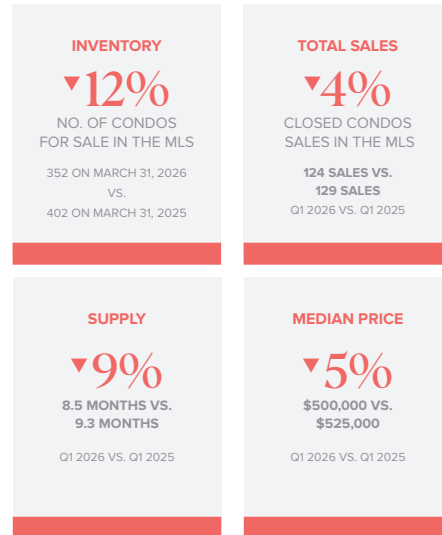 INVENTORY
▼12%
NO. OF CONDOS
FOR SALE IN THE MLS
352 ON MARCH 31, 2026
VS.
402 ON MARCH 31, 2025
TOTAL SALES
▼4%
CLOSED CONDOS
SALES IN THE MLS
124 SALES VS.
129 SALES
Q1 2026 VS. Q1 2025
SUPPLY
▼9%
8.5 MONTHS VS.
9.3 MONTHS
Q1 2026 VS. Q1 2025
MEDIAN PRICE
▼5%
$500,000 VS.
$525,000
Q1 2026 VS. Q1 2025